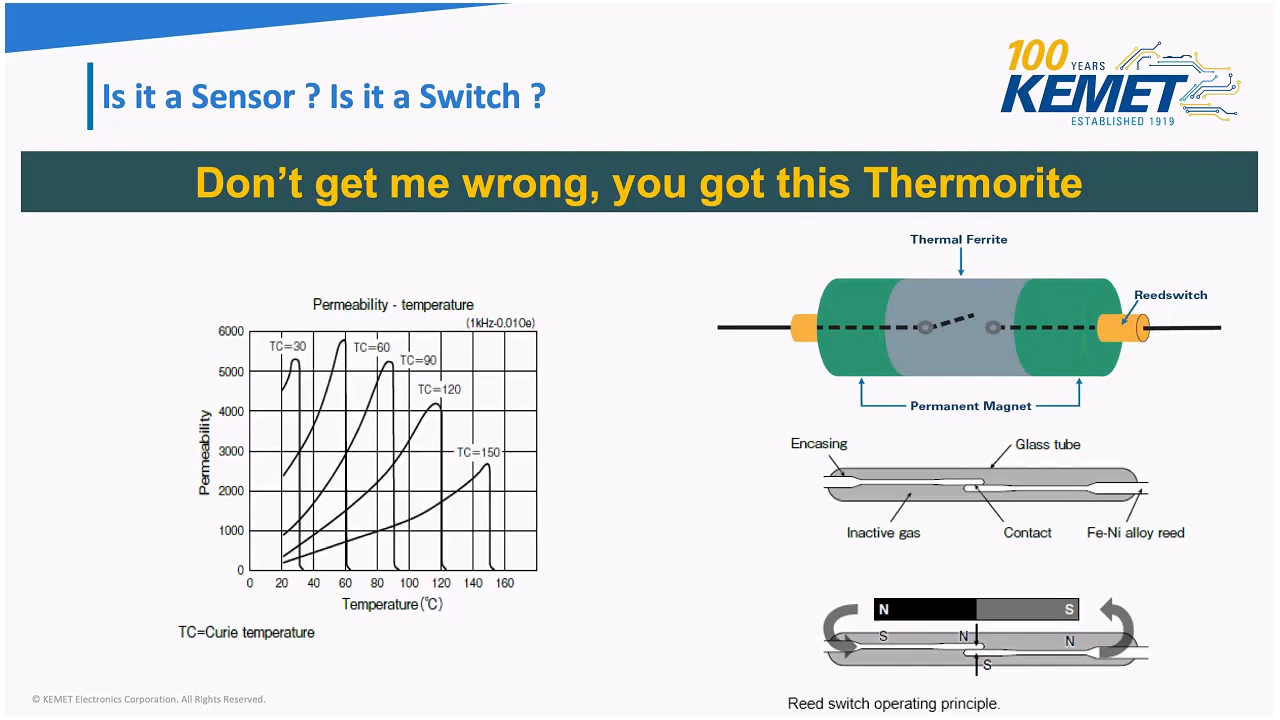 Is it a Sensor ? Is it a Switch ?
100 YEARS
KEMET
ESTABLISHED 1919
Don't get me wrong, you got this Thermorite
Permeability - temperature
(1kHz-0.01Oe)
6000
5000
4000
3000
2000
1000
0
Permeability
TC=30
TC=60
TC=90
TC=120
TC=150
0 20 40 60 80 100 120 140 160
Temperature(℃)
TC=Curie temperature
Thermal Ferrite
Reedswitch
Permanent Magnet
Encasing
Glass tube
Inactive gas
Contact
Fe-Ni alloy reed
N S
S N N
S
Reed switch operating principle.
© KEMET Electronics Corporation. All Rights Reserved.